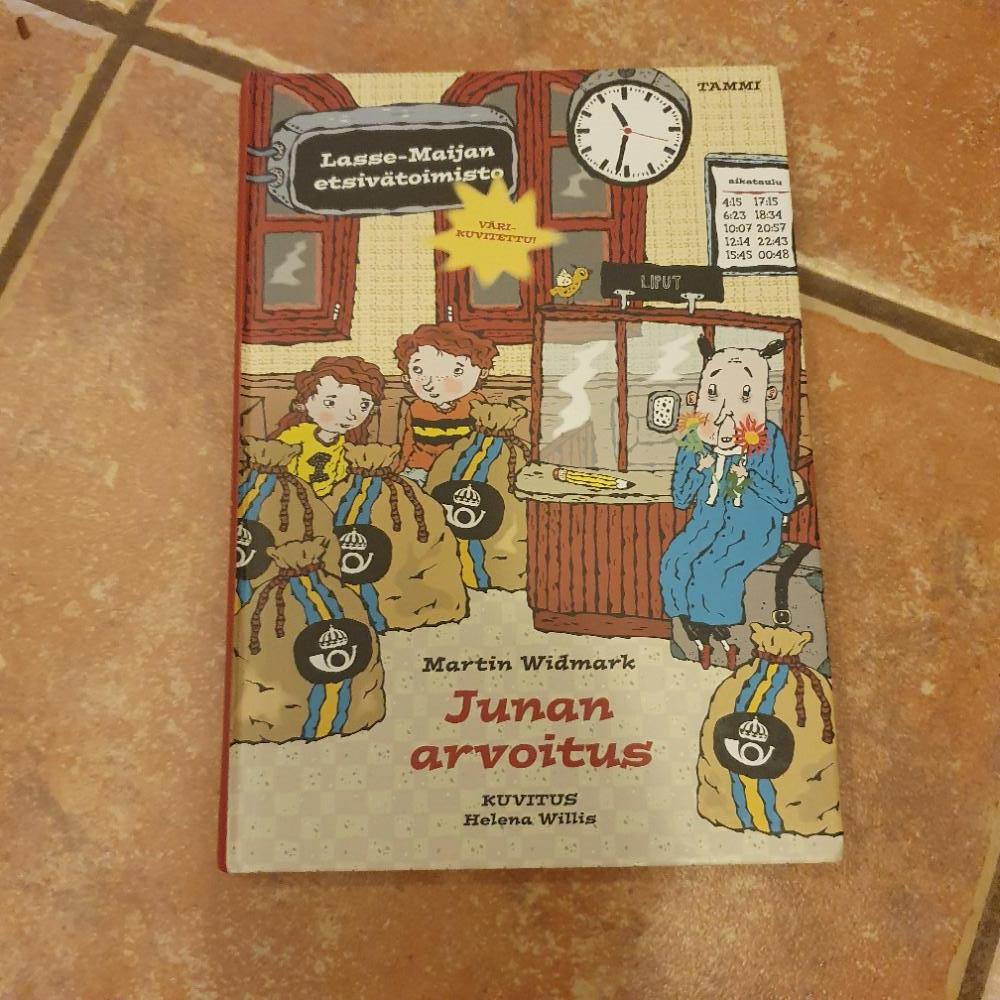 TAMMI
Lasse-Maijan
etsivätoimisto
VÄRI-
KUVITETTU!
aikataulu
4:15 17:15
6:23 18:34
10:07 20:57
12:14 22:43
15:45 00:48
LIPUT
1
Martin Widmark
Junan
arvoitus
KUVITUS
Helena Willis